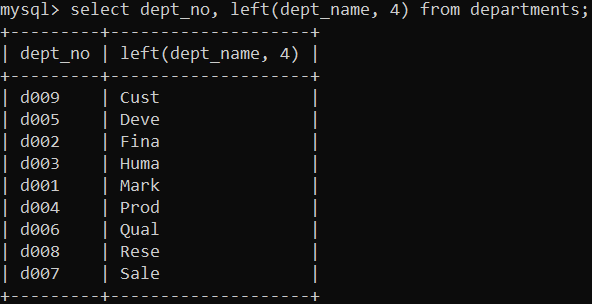 mysql> select dept_no, left(dept_name, 4) from departments;
+---------+--------------------+
| dept_no | left(dept_name, 4) |
+---------+--------------------+
| d009    | Cust               |
| d005    | Deve               |
| d002    | Fina               |
| d003    | Huma               |
| d001    | Mark               |
| d004    | Prod               |
| d006    | Qual               |
| d008    | Rese               |
| d007    | Sale               |
+---------+--------------------+